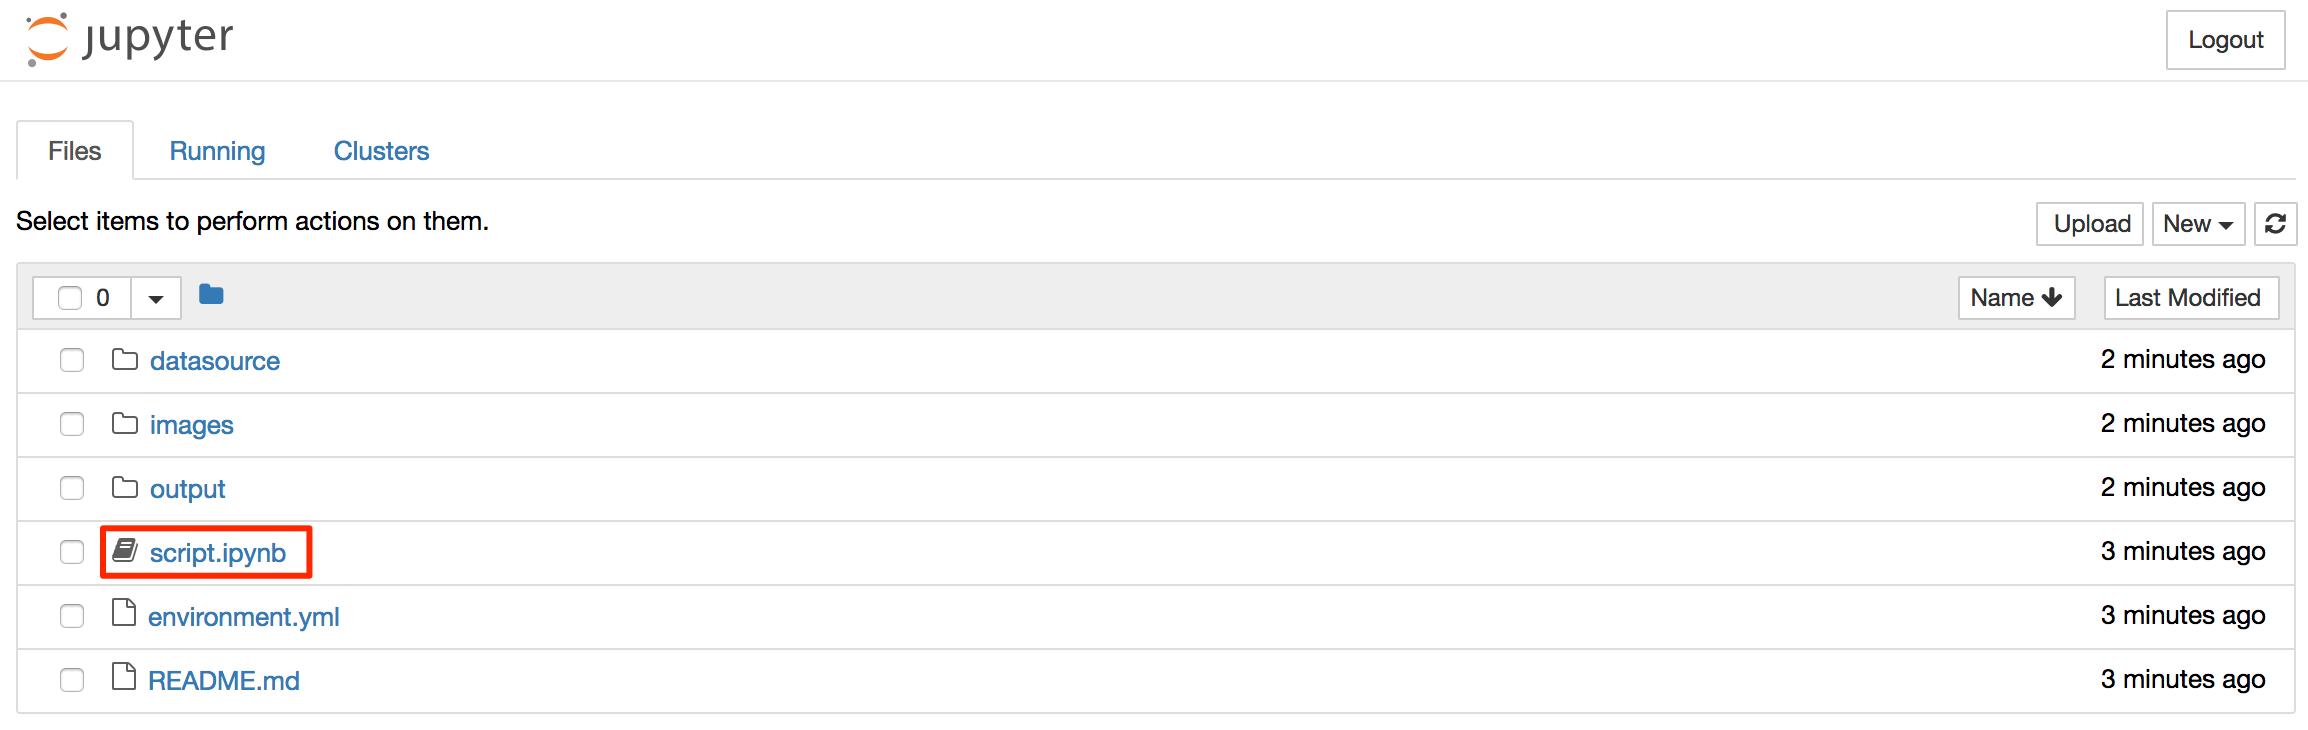 jupyter
Logout
Files Running Clusters
Select items to perform actions on them.
Upload New
0 Name Last Modified
datasource 2 minutes ago
images 2 minutes ago
output 2 minutes ago
script.ipynb 3 minutes ago
environment.yml 3 minutes ago
README.md 3 minutes ago